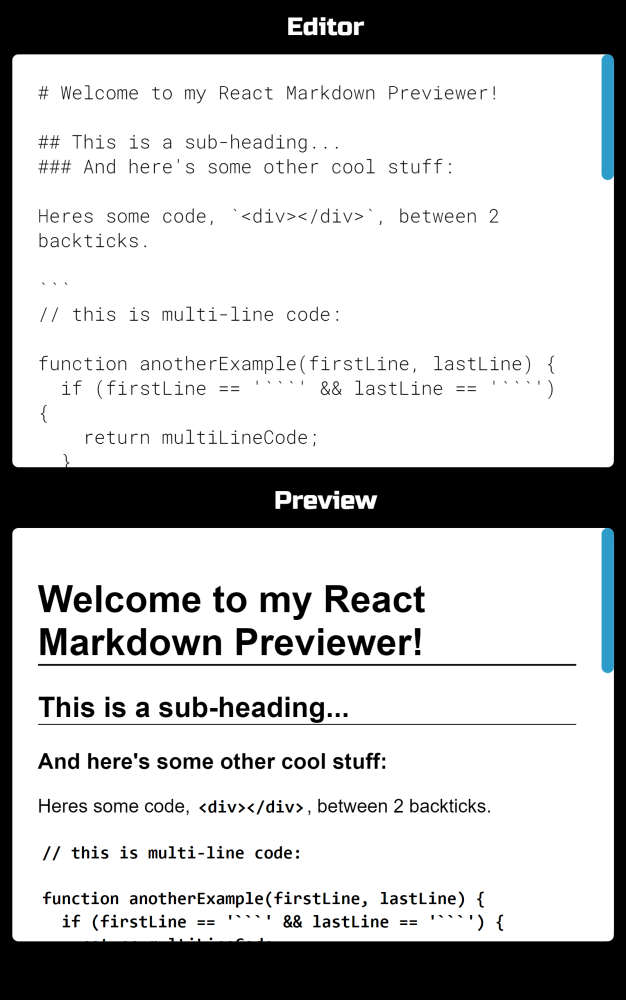 Editor
# Welcome to my React Markdown Previewer!
## This is a sub-heading...
### And here's some other cool stuff:
Heres some code, `<div></div>`, between 2
backticks.
```
// this is multi-line code:
function anotherExample(firstLine, lastLine) {
  if (firstLine == '```' && lastLine == '```')
{
    return multiLineCode;
  }
Preview
Welcome to my React
Markdown Previewer!
This is a sub-heading...
And here's some other cool stuff:
Heres some code, <div></div>, between 2 backticks.
// this is multi-line code:
function anotherExample(firstLine, lastLine) {
  if (firstLine == '```' && lastLine == '```') {
    return multiLineCode;